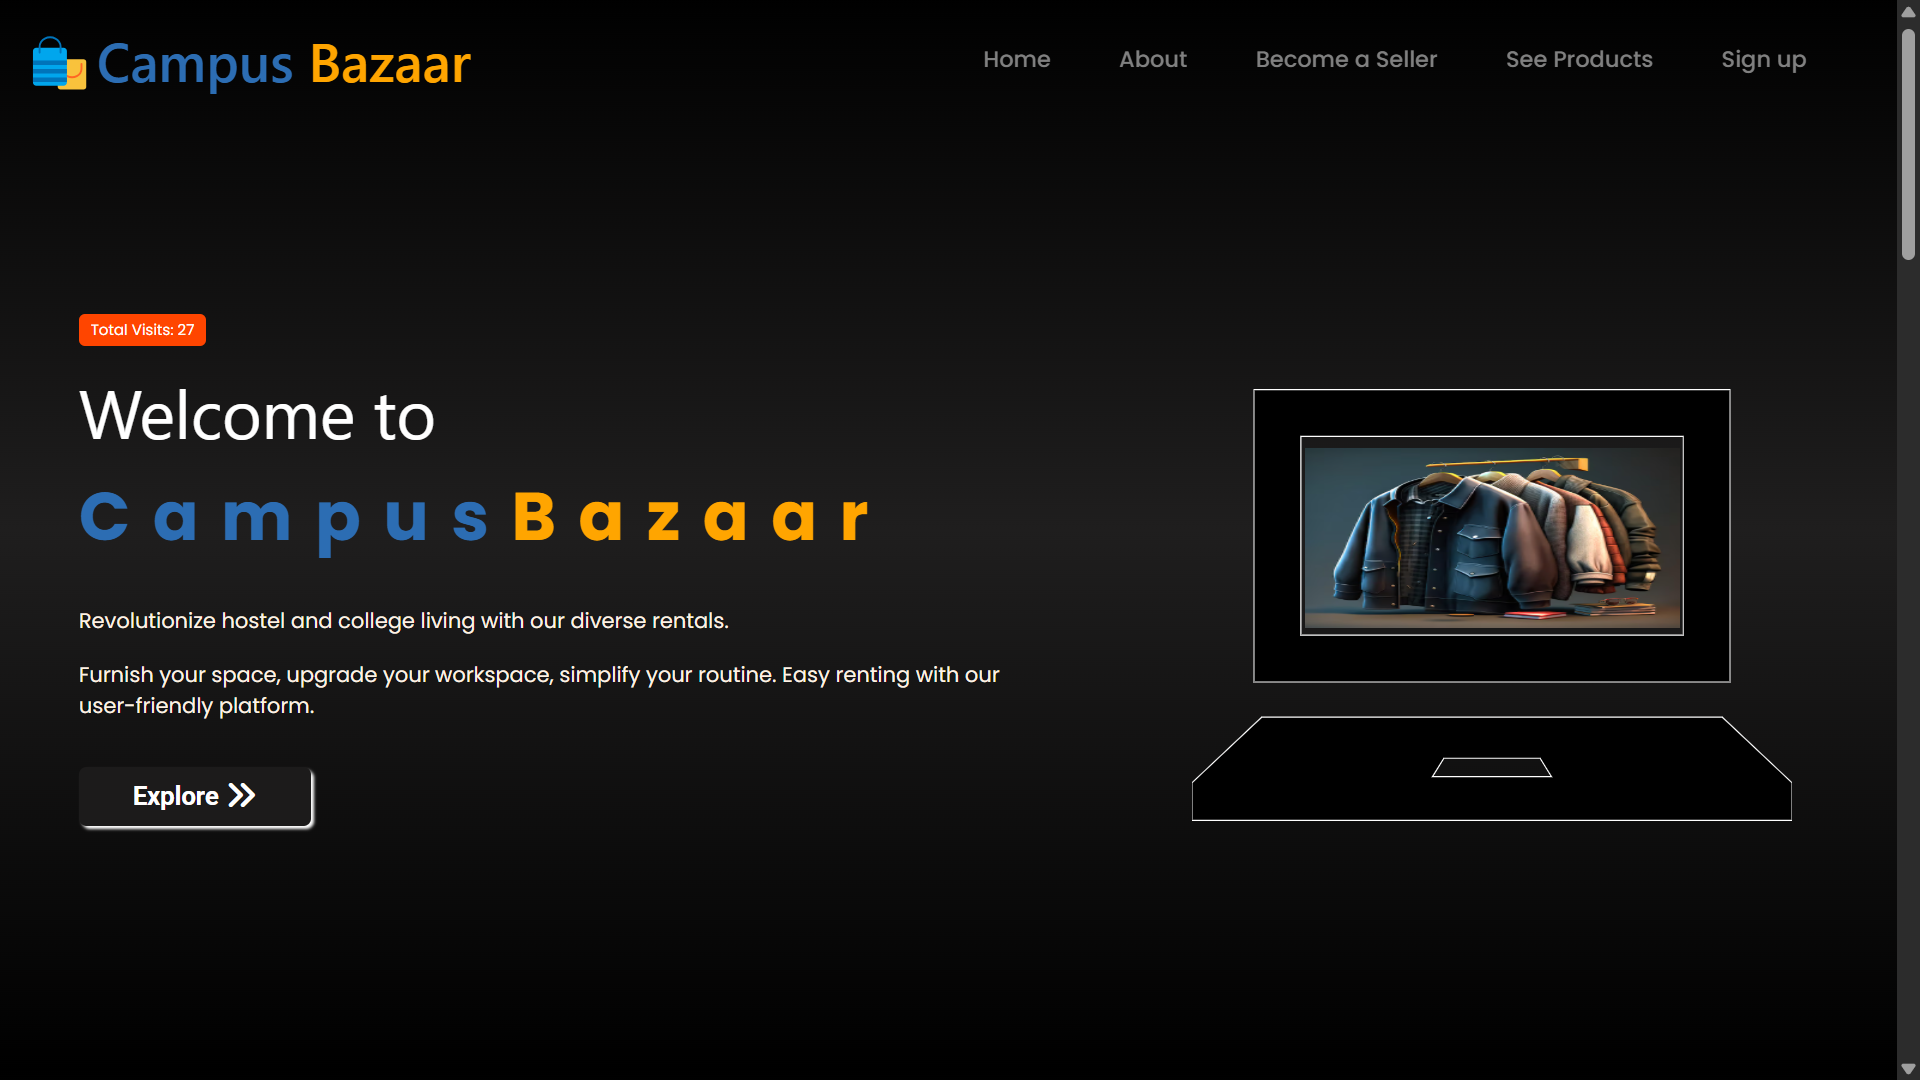 Campus Bazaar
Home About Become a Seller See Products Sign up
Total Visits: 27
Welcome to
Campus Bazaar
Revolutionize hostel and college living with our diverse rentals.
Furnish your space, upgrade your workspace, simplify your routine. Easy renting with our
user-friendly platform.
Explore